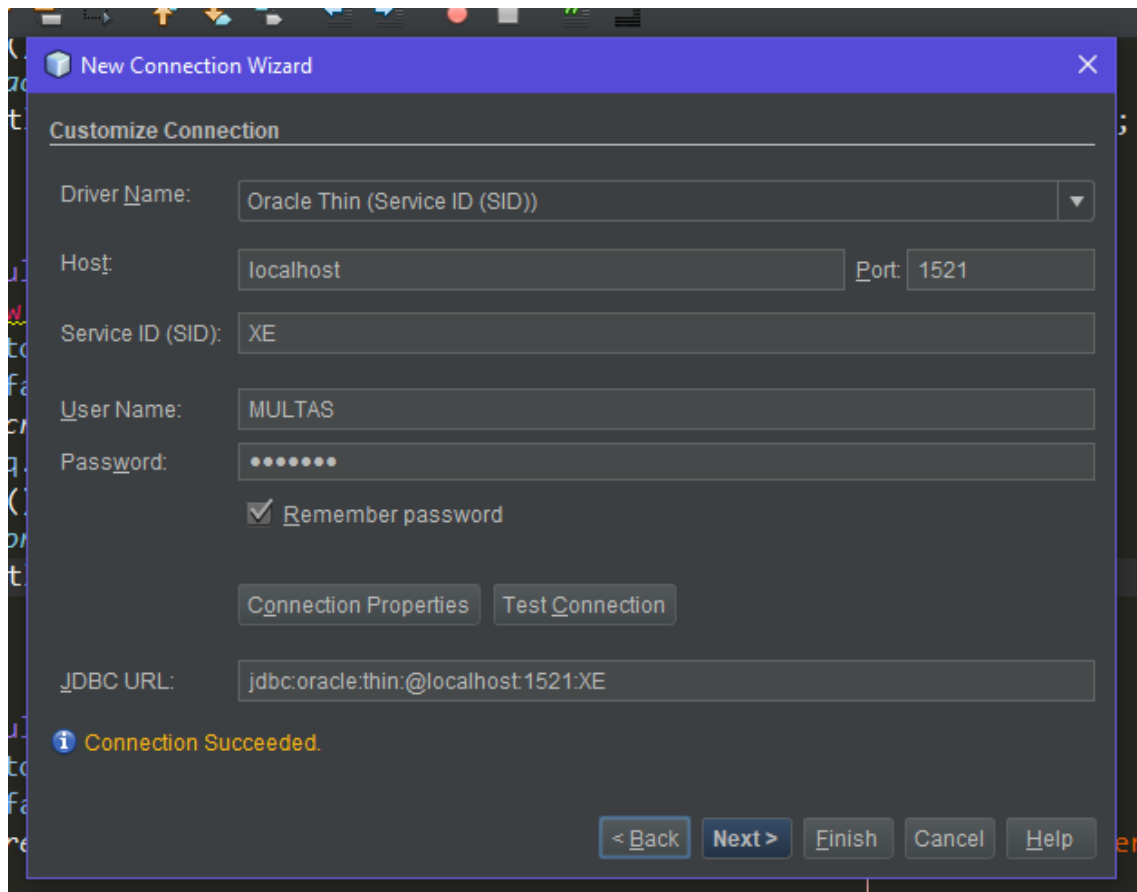 New Connection Wizard
Customize Connection
Driver Name: Oracle Thin (Service ID (SID))
Host: localhost Port: 1521
Service ID (SID): XE
User Name: MULTAS
Password: •••••••
Remember password
Connection Properties Test Connection
JDBC URL: jdbc:oracle:thin:@localhost:1521:XE
Connection Succeeded.
< Back Next > Finish Cancel Help